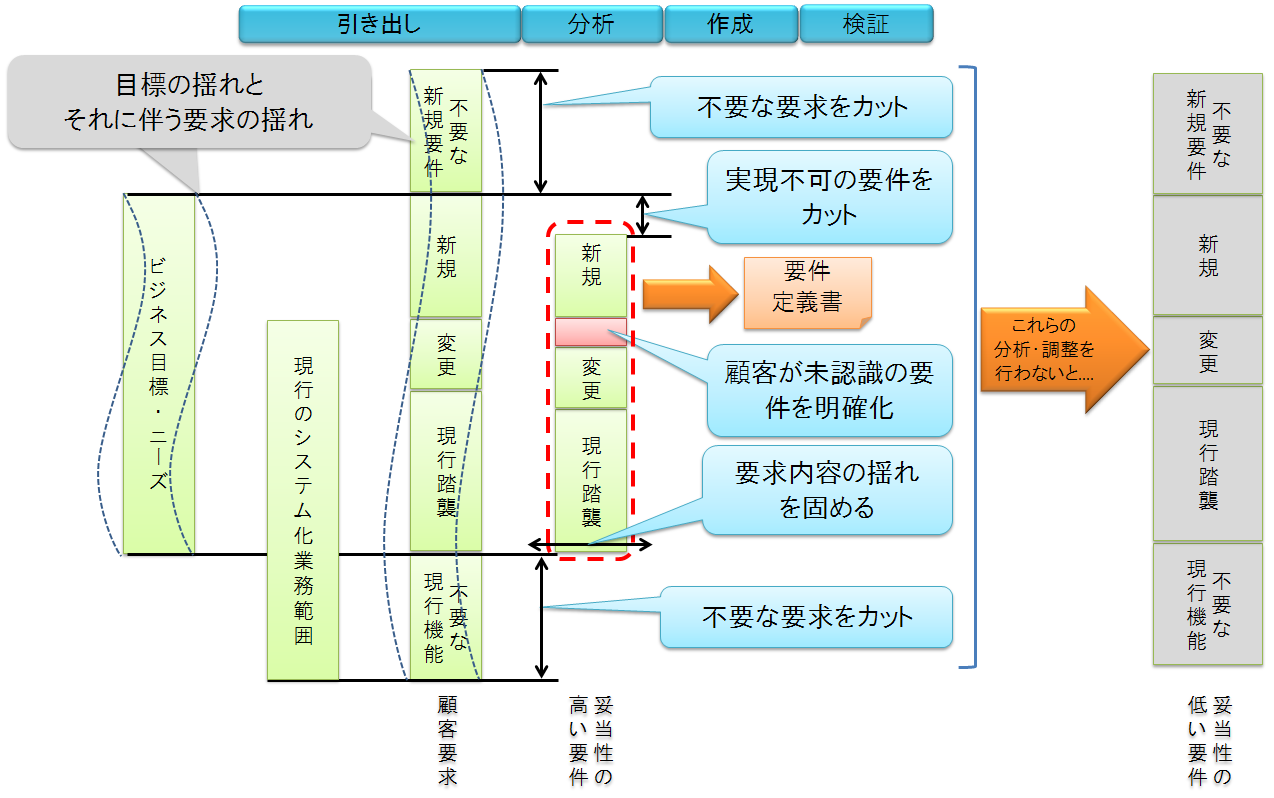 引き出し
分析
作成
検証
目標の揺れと
それに伴う要求の揺れ
ビジネス目標・ニーズ
現行のシステム化業務範囲
不要な
新規要件
新規
変更
現行踏襲
不要な
現行機能
顧客要求
新規
変更
現行踏襲
妥当性の
高い要件
不要な要求をカット
実現不可の要件を
カット
要件
定義書
顧客が未認識の要
件を明確化
要求内容の揺れ
を固める
不要な要求をカット
これらの
分析・調整を
行わないと....
不要な
新規要件
新規
変更
現行踏襲
不要な
現行機能
妥当性の
低い要件